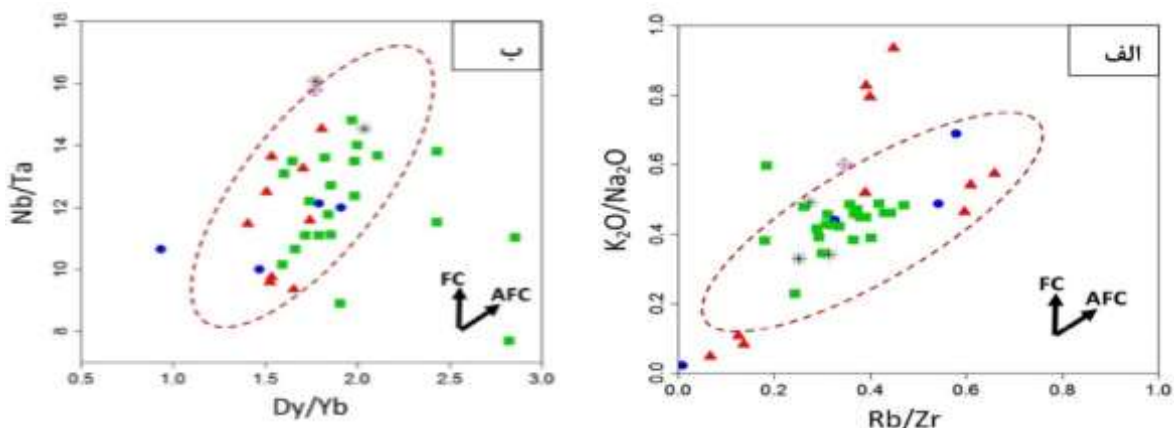 ب
Nb/Ta
18
16
14
12
10
8
FC
AFC
0.5 1.0 1.5 2.0 2.5 3.0
Dy/Yb
الف
K₂O/Na₂O
1.0
0.8
0.6
0.4
0.2
0.0
FC
AFC
0.0 0.2 0.4 0.6 0.8 1.0
Rb/Zr